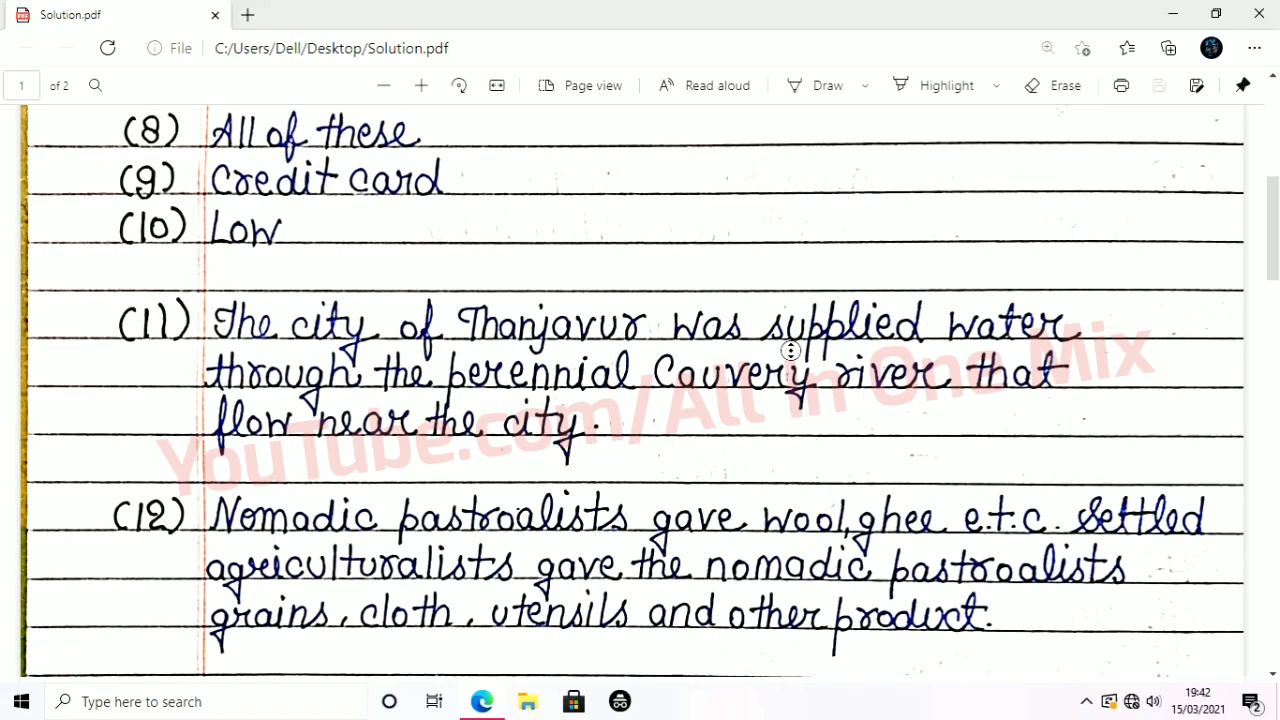 Solution.pdf
File C:/Users/Dell/Desktop/Solution.pdf
1 of 2 Page view Read aloud Draw Highlight Erase
(8) All of these
(9) Credit card
(10) Low
(11) The city of Thanjavur was supplied water
through the perennial Cauvery river that
flow near the city.
YouTube.com/All in One Mix
(12) Nomadic pastroalists gave wool, ghee e.t.c. Settled
agriculturalists gave the nomadic pastroalists
grains, cloth, utensils and other product.
Type here to search
19:42
15/03/2021
2